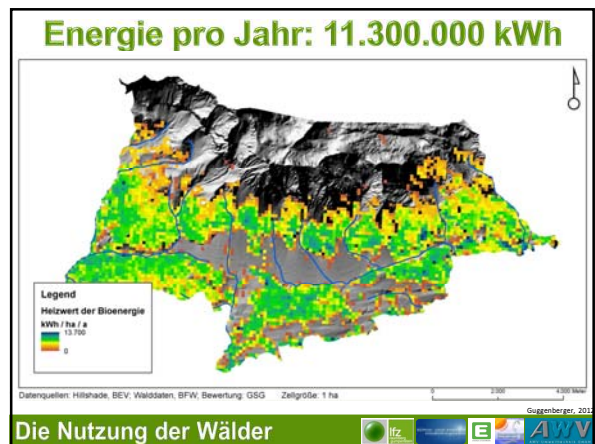 Energie pro Jahr: 11.300.000 kWh
Legend
Heizwert der Bioenergie
kWh / ha / a
13.700
0
Datenquellen: Hillshade, BEV; Walddaten, BFW, Bewertung: GSG Zellgröße: 1 ha
0 2.000 4.000 Meter
Guggenberger, 2012
Die Nutzung der Wälder
lfz
E
AWV